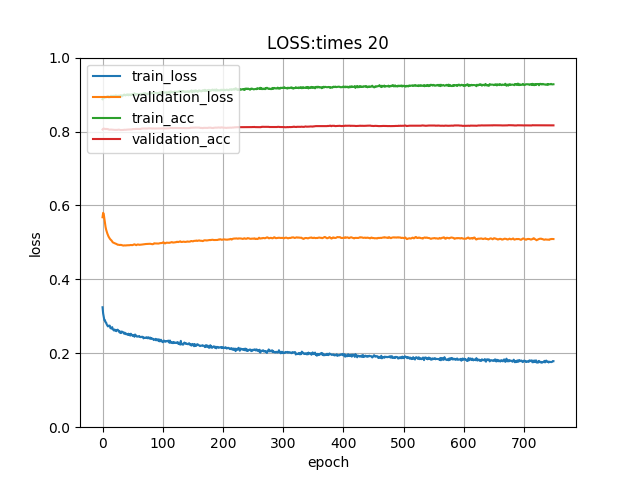 LOSS:times 20
train_loss
validation_loss
train_acc
validation_acc
1.0
0.8
0.6
0.4
0.2
0.0
loss
0 100 200 300 400 500 600 700
epoch